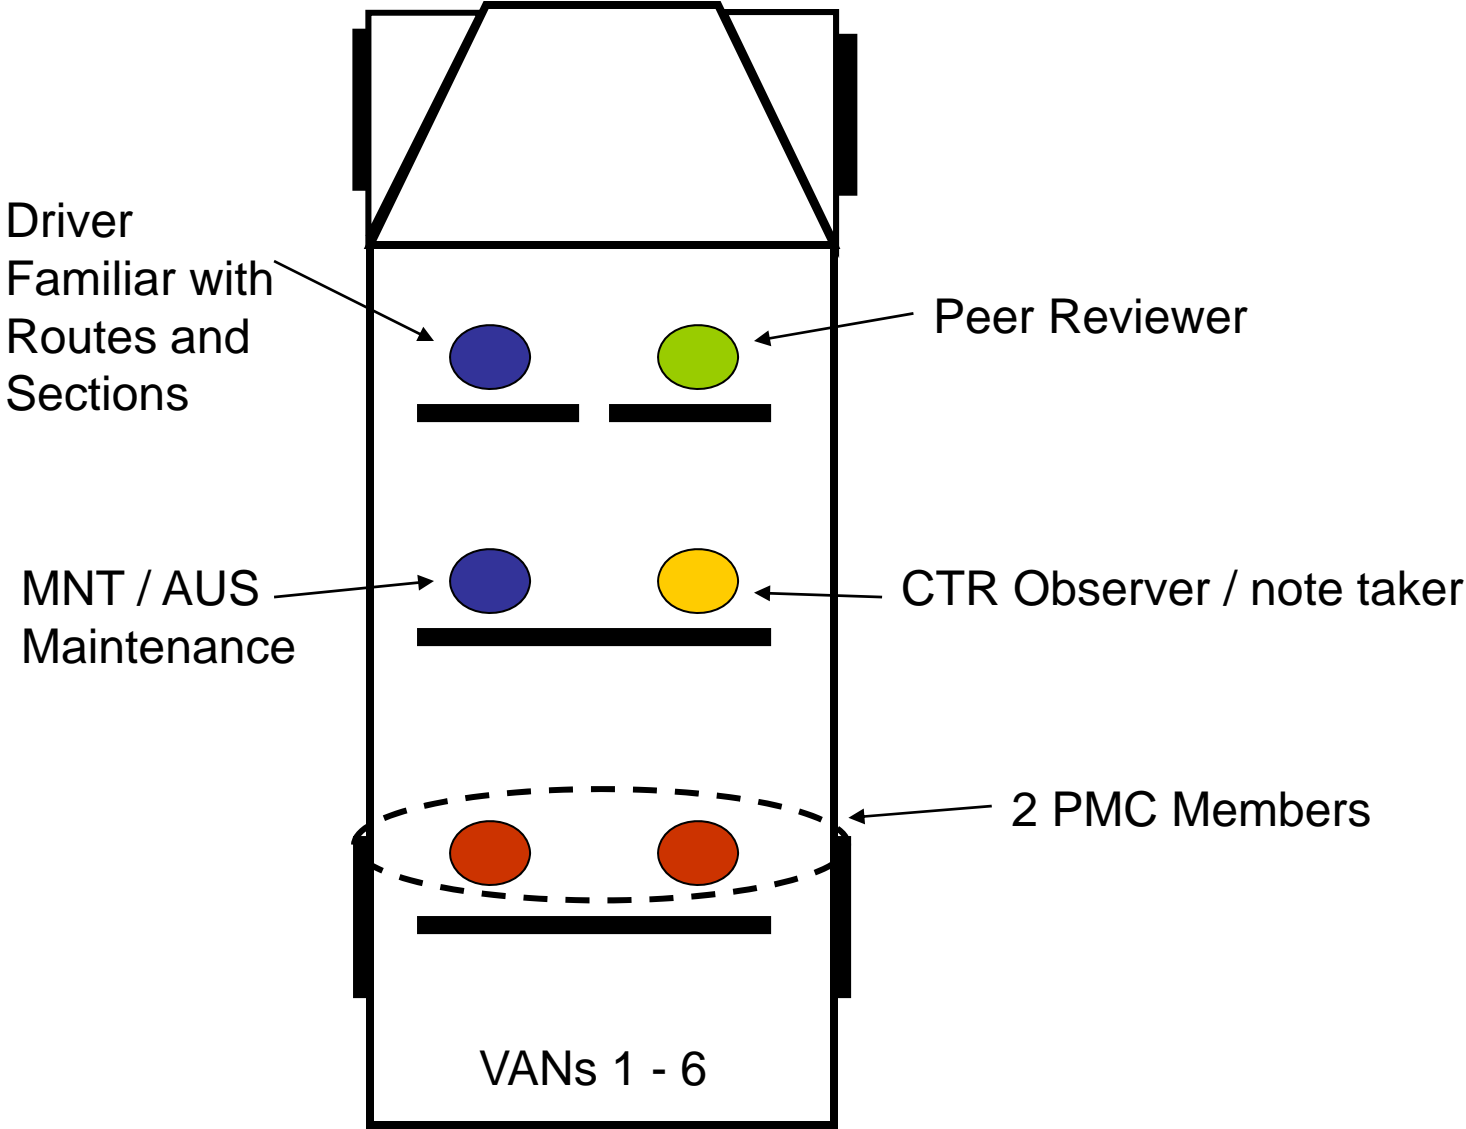 Driver
Familiar with
Routes and
Sections
Peer Reviewer
MNT / AUS
Maintenance
CTR Observer / note taker
2 PMC Members
VANs 1 - 6